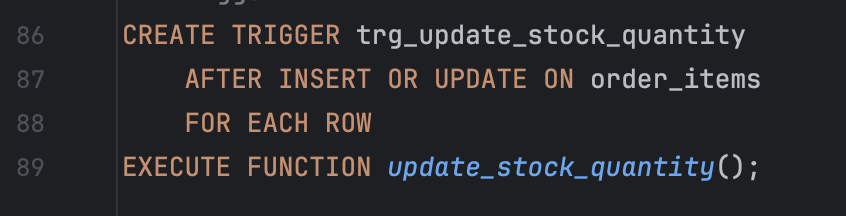 86 CREATE TRIGGER trg_update_stock_quantity
87 AFTER INSERT OR UPDATE ON order_items
88 FOR EACH ROW
89 EXECUTE FUNCTION update_stock_quantity();